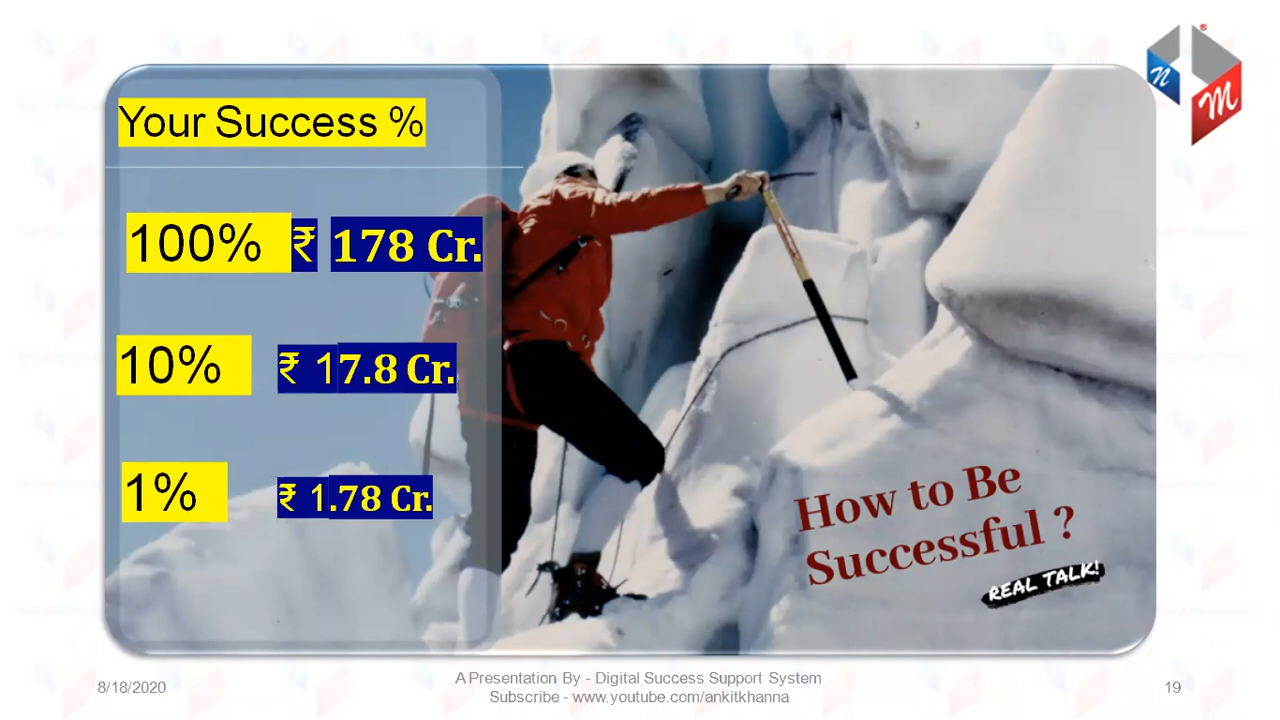 Your Success %
100% ₹ 178 Cr.
10% ₹ 17.8 Cr.
1% ₹ 1.78 Cr.
How to Be
Successful ?
REAL TALK!
n
M
8/18/2020
A Presentation By - Digital Success Support System
Subscribe - www.youtube.com/ankitkhanna
19